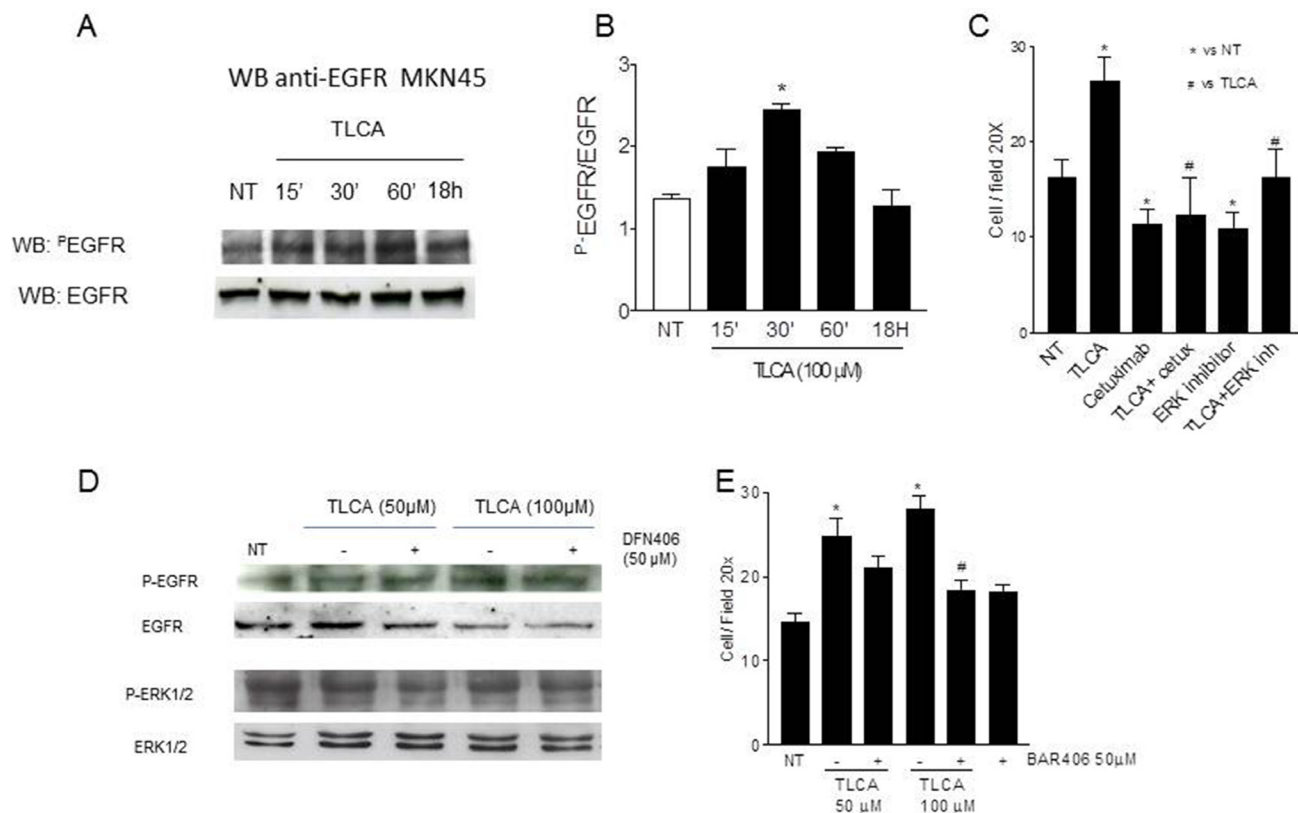 A
WB anti-EGFR MKN45
TLCA
NT 15' 30' 60' 18h
WB: PEGFR
WB: EGFR
B
P-EGFR/EGFR
3
2
1
0
*
NT 15' 30' 60' 18H
TLCA (100 µM)
C
Cell / field 20X
30
20
10
0
* vs NT
# vs TLCA
*
*
#
*
#
NT
TLCA
Cetuximab
TLCA+ cetux
ERK inhibitor
TLCA+ERK inh
D
TLCA (50µM) TLCA (100µM)
NT - + - +
DFN406
(50 µM)
P-EGFR
EGFR
P-ERK1/2
ERK1/2
E
Cell / Field 20x
30
20
10
0
*
*
#
NT - + - + +
BAR406 50µM
TLCA TLCA
50 µM 100 µM